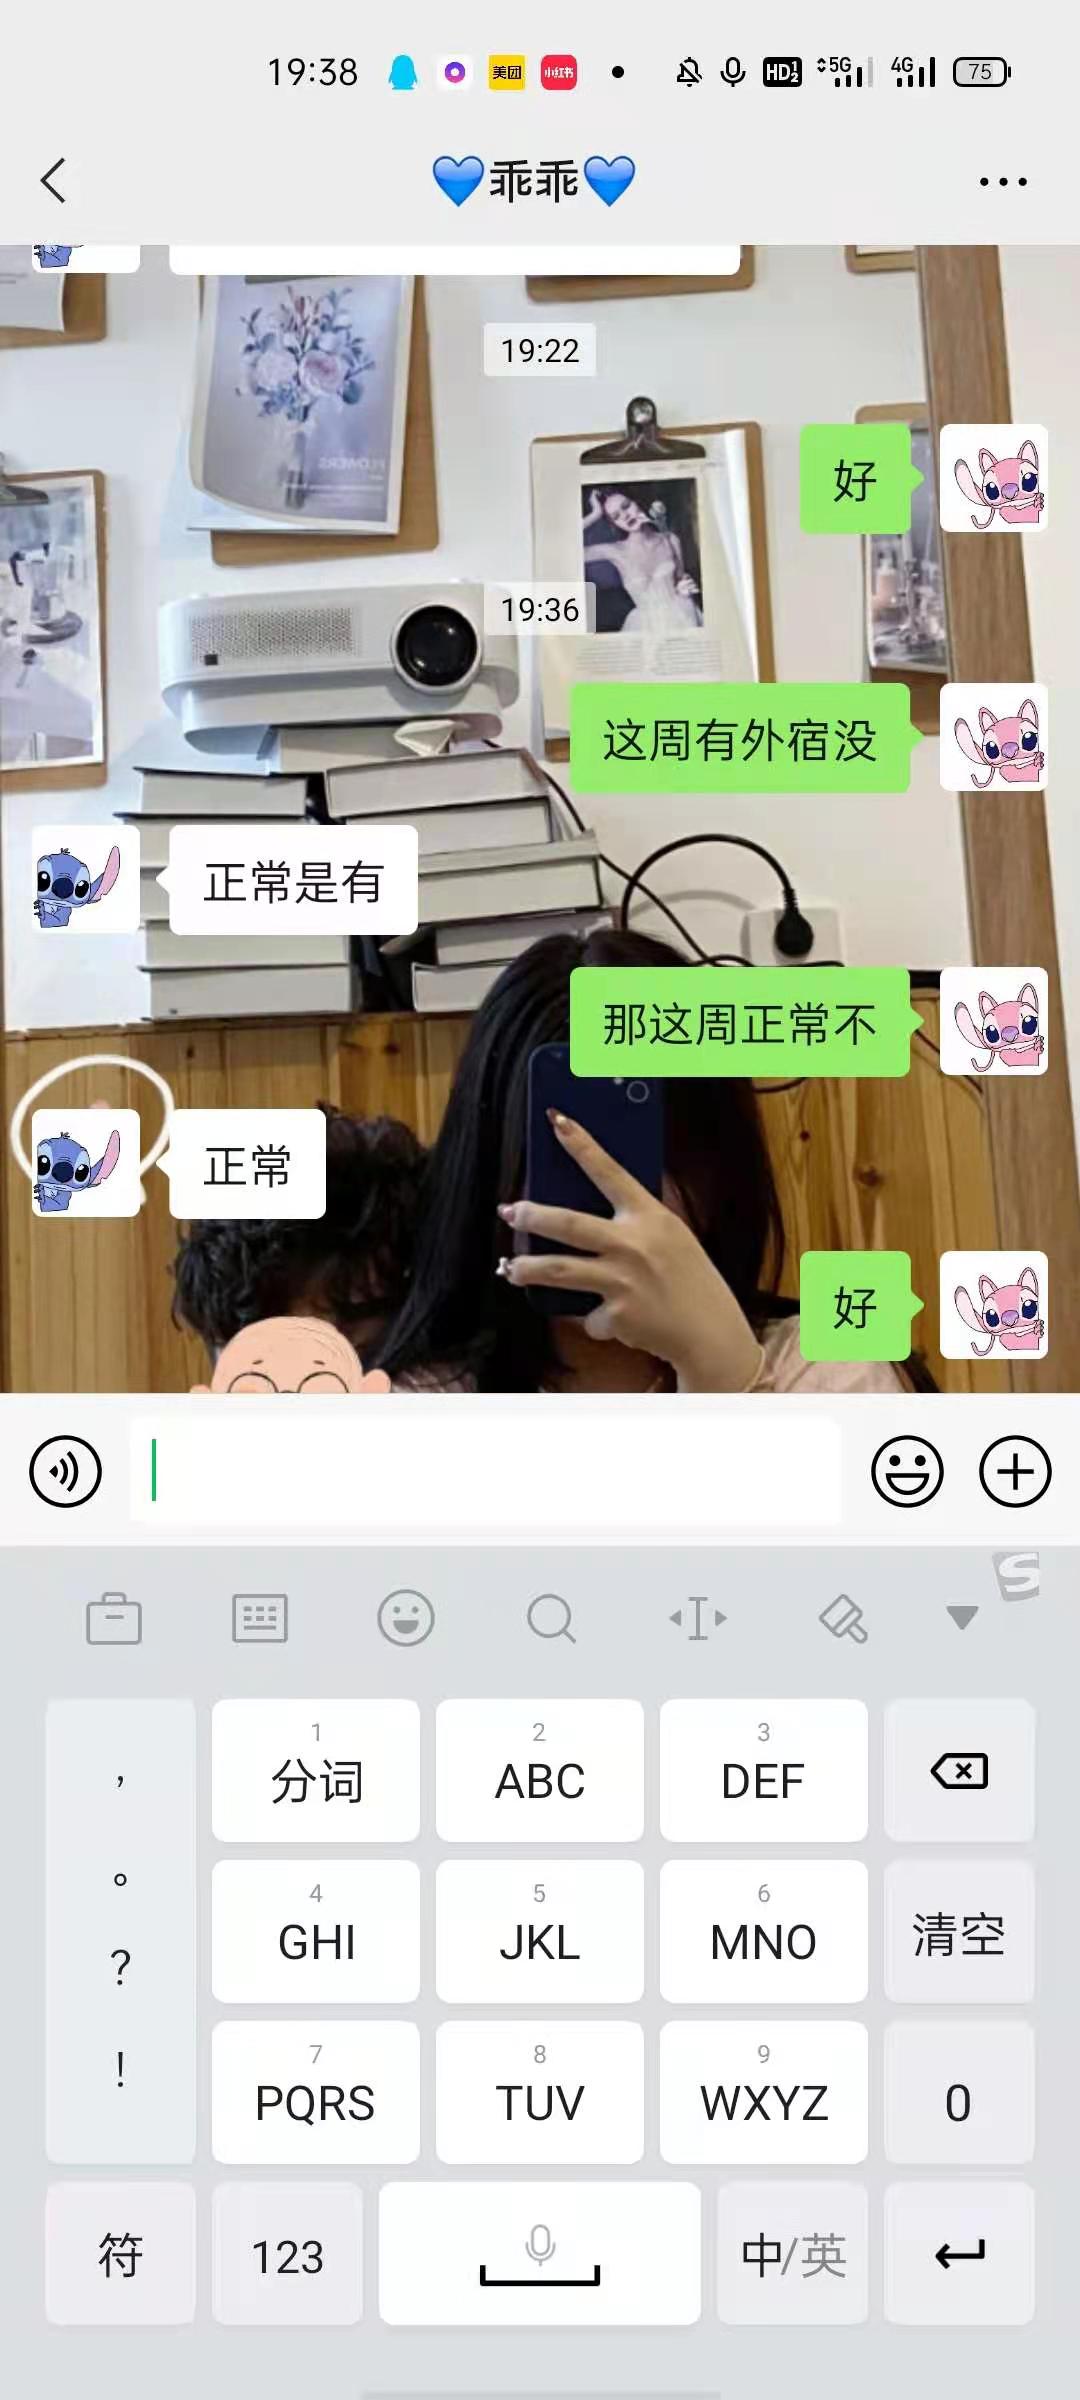 19:38
美团
小红书
HD 1 2
5G
4G
75
💙乖乖💙
19:22
FLOWERS
好
19:36
这周有外宿没
正常是有
那这周正常不
正常
好
S
，
1
分词
2
ABC
3
DEF
。
4
GHI
5
JKL
6
MNO
清空
？
！
7
PQRS
8
TUV
9
WXYZ
0
符
123
中/英